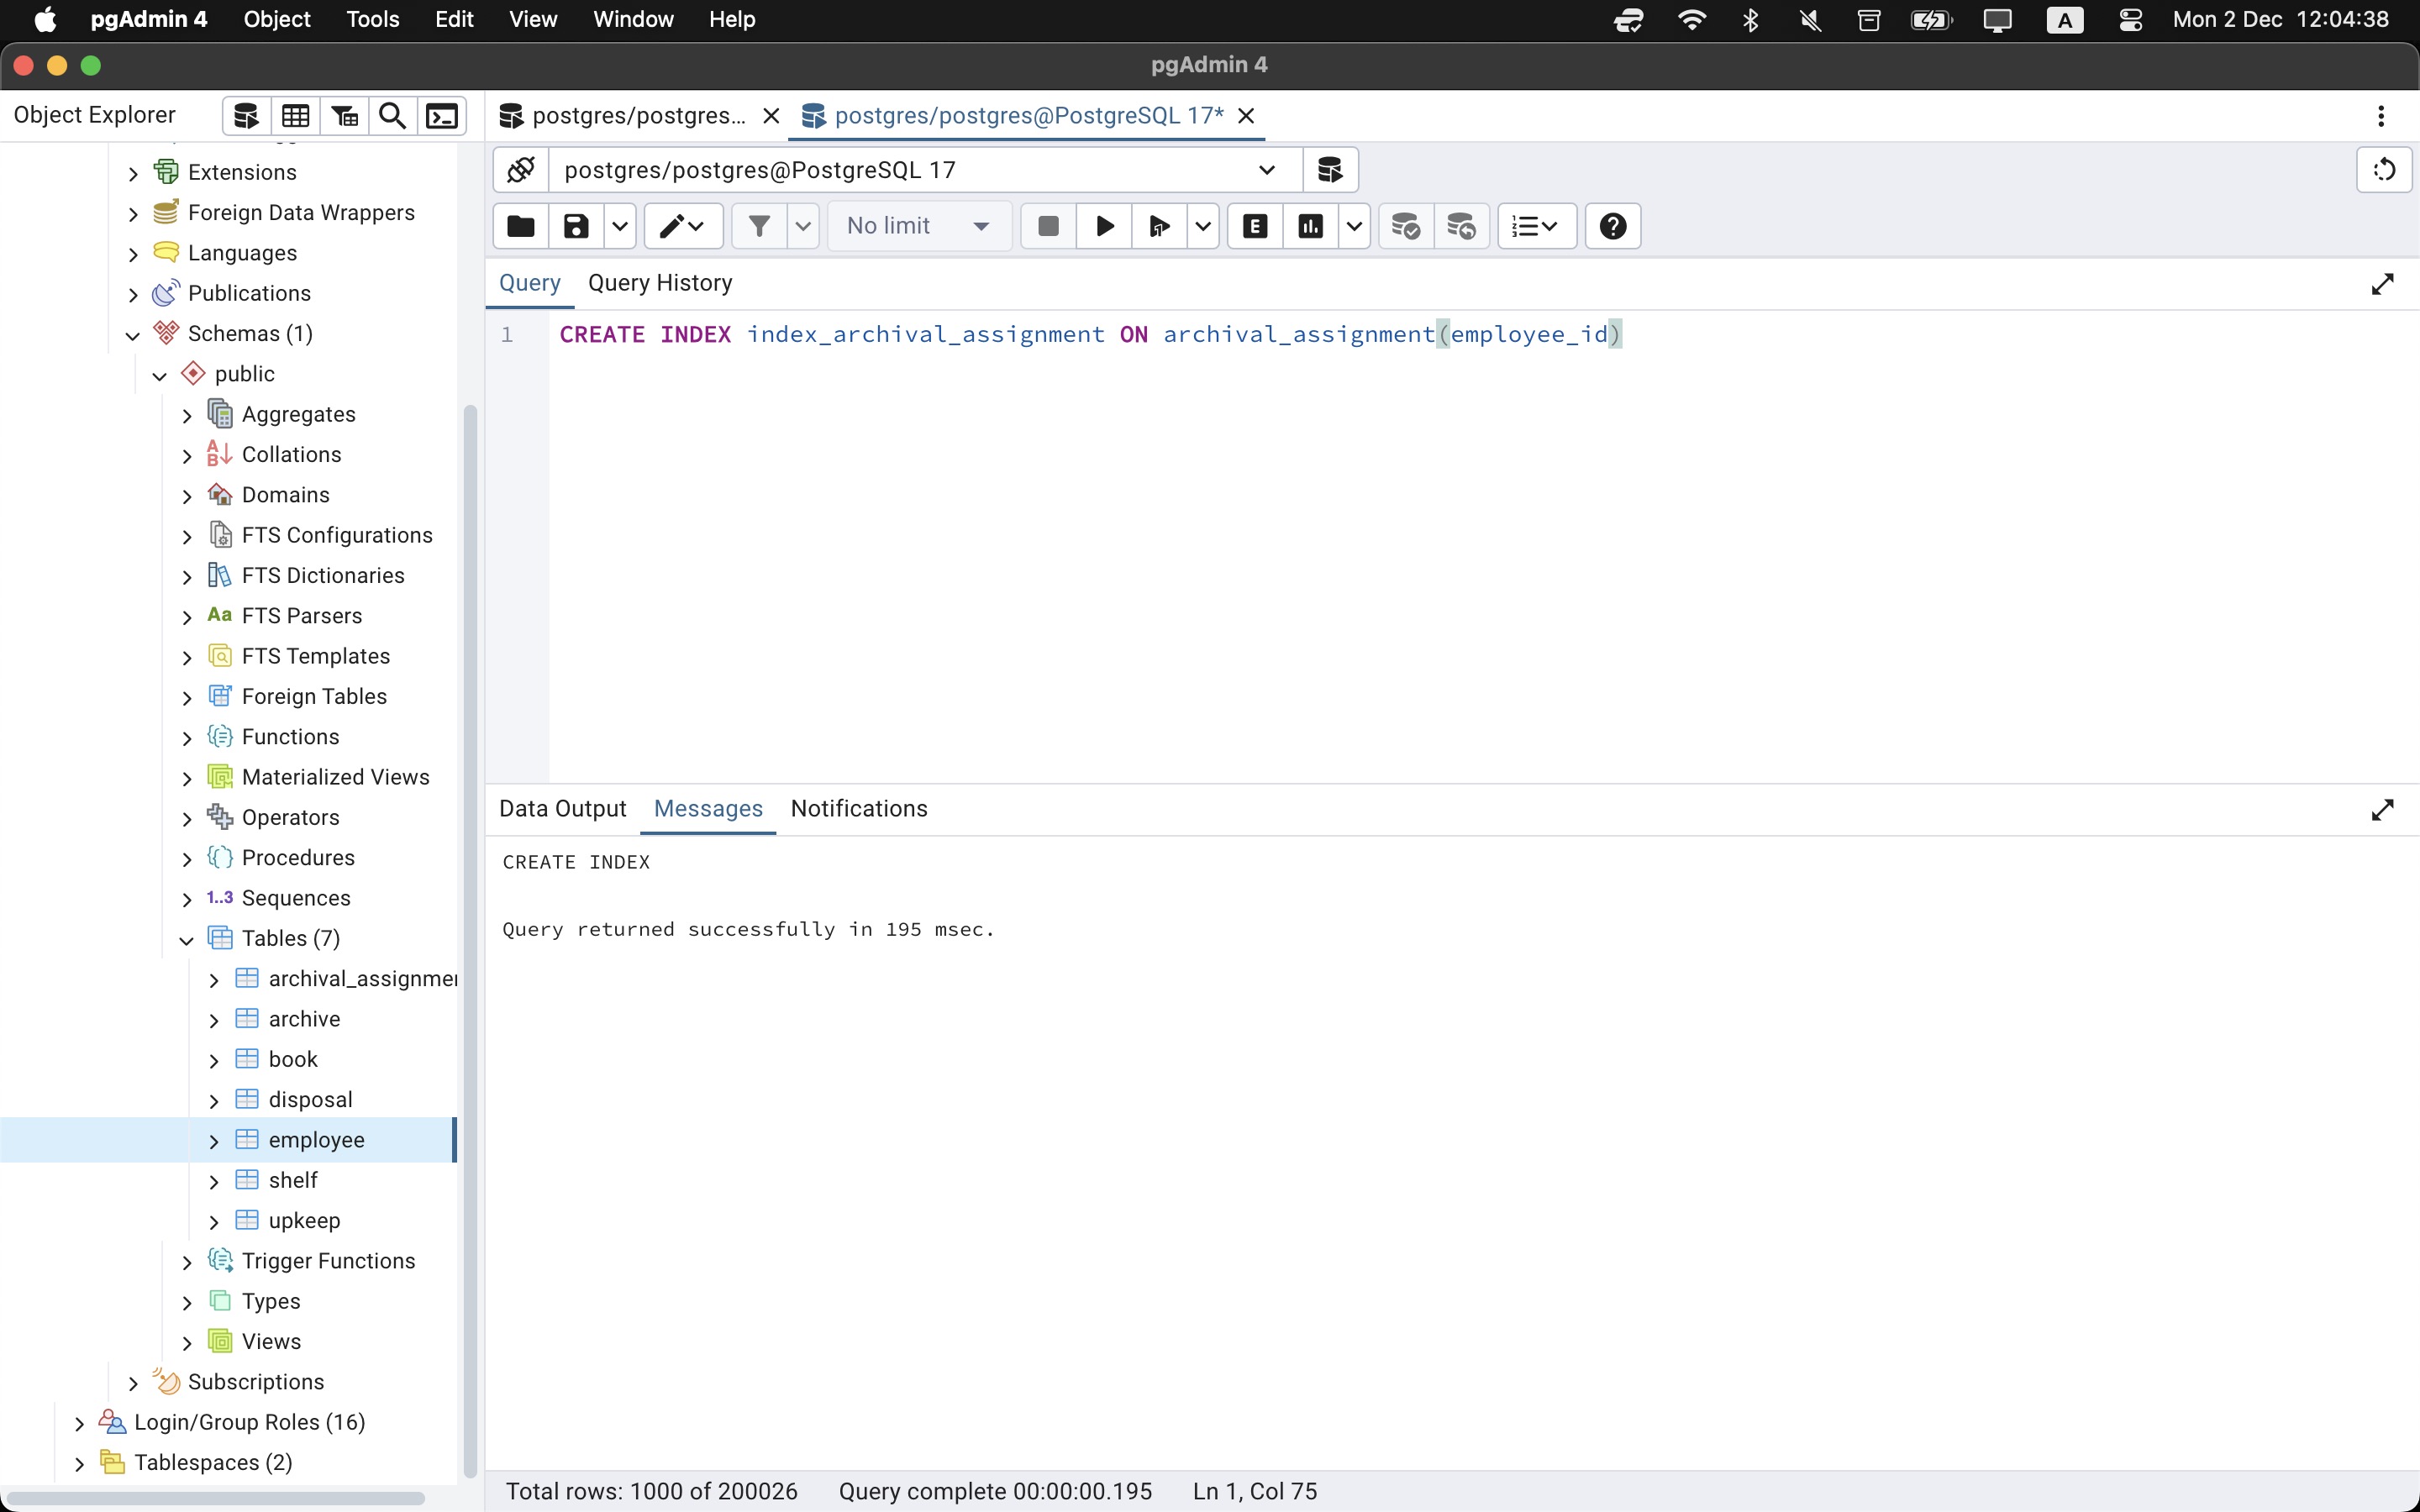 pgAdmin 4 Object Tools Edit View Window Help A Mon 2 Dec 12:04:38
pgAdmin 4
Object Explorer
postgres/postgres...
postgres/postgres@PostgreSQL 17*
postgres/postgres@PostgreSQL 17
No limit
E
Query Query History
1 CREATE INDEX index_archival_assignment ON archival_assignment(employee_id)
Extensions
Foreign Data Wrappers
Languages
Publications
Schemas (1)
public
Aggregates
Collations
Domains
FTS Configurations
FTS Dictionaries
Aa FTS Parsers
FTS Templates
Foreign Tables
Functions
Materialized Views
Operators
Procedures
1..3 Sequences
Tables (7)
archival_assignme
archive
book
disposal
employee
shelf
upkeep
Trigger Functions
Types
Views
Subscriptions
Login/Group Roles (16)
Tablespaces (2)
Data Output Messages Notifications
CREATE INDEX
Query returned successfully in 195 msec.
Total rows: 1000 of 200026 Query complete 00:00:00.195 Ln 1, Col 75